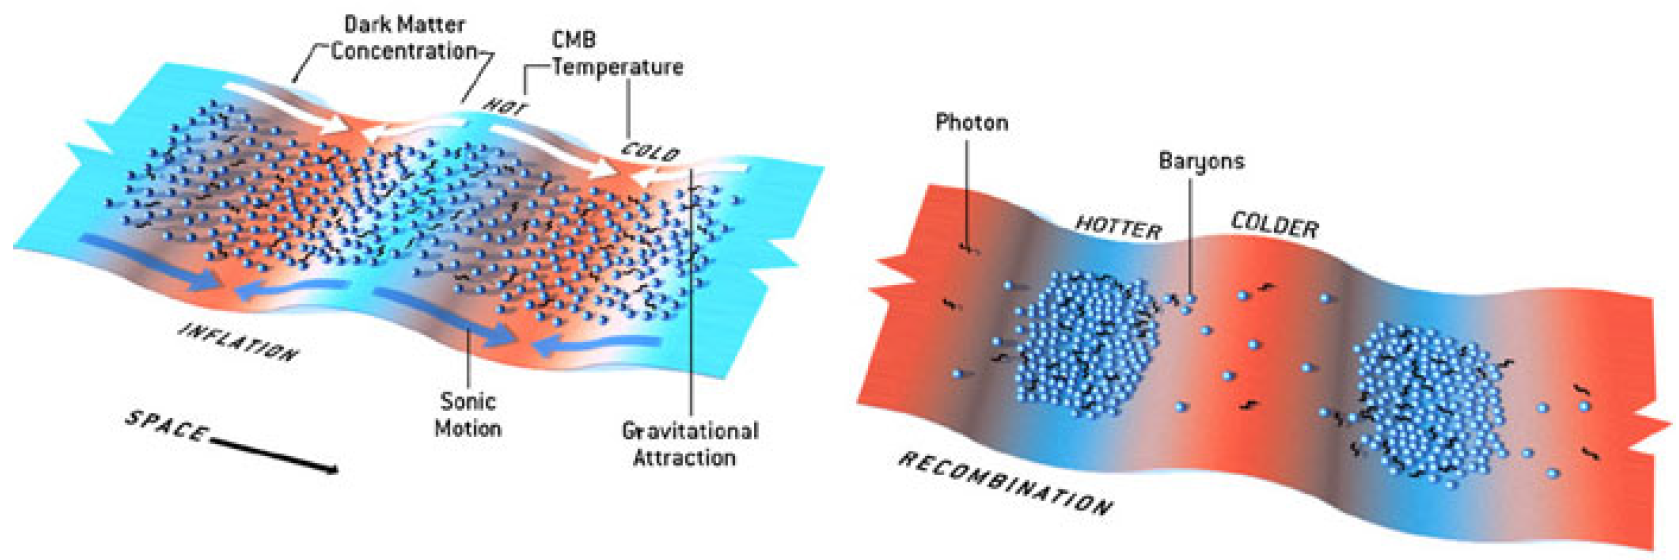 Dark Matter
Concentration
CMB
Temperature
HOT
COLD
INFLATION
SPACE
Sonic
Motion
Gravitational
Attraction
Photon
Baryons
HOTTER
COLDER
RECOMBINATION